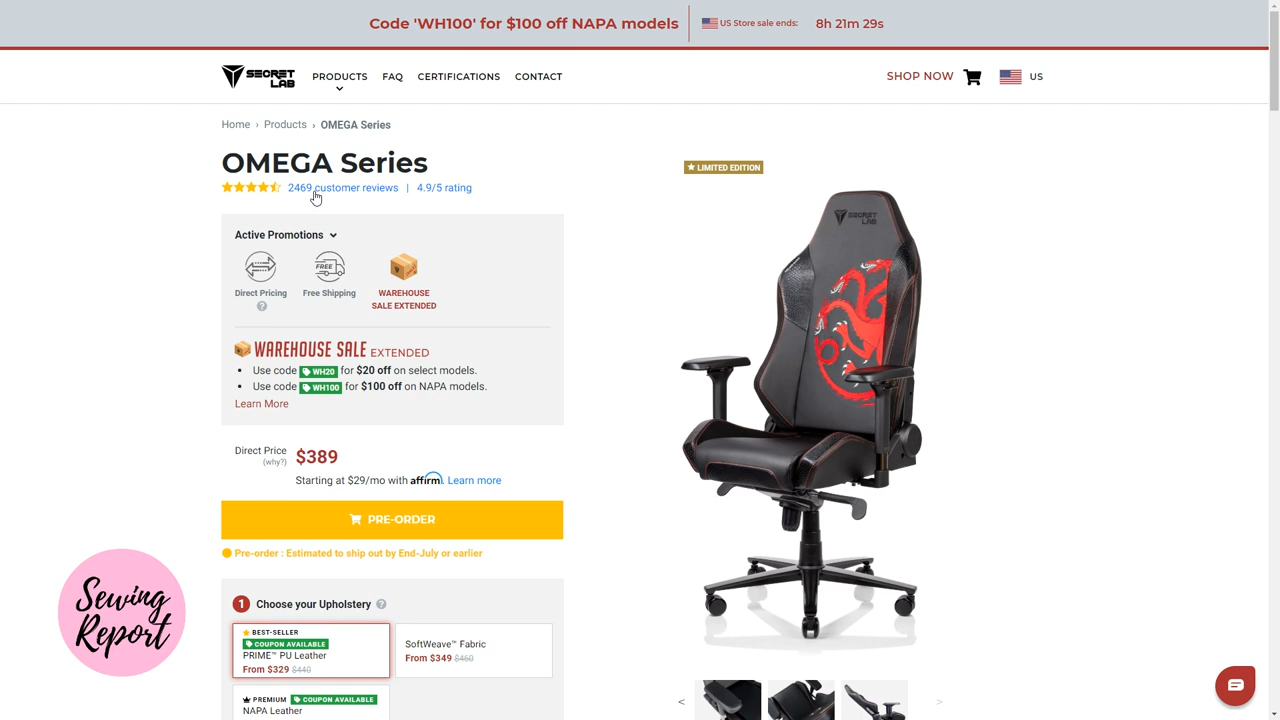 Code 'WH100' for $100 off NAPA models
US Store sale ends: 8h 21m 29s
SECRET LAB
PRODUCTS FAQ CERTIFICATIONS CONTACT
SHOP NOW US
Home › Products › OMEGA Series
OMEGA Series
2469 customer reviews | 4.9/5 rating
LIMITED EDITION
SECRET LAB
Active Promotions
FREE
Direct Pricing
?
Free Shipping
WAREHOUSE
SALE EXTENDED
WAREHOUSE SALE EXTENDED
• Use code WH20 for $20 off on select models.
• Use code WH100 for $100 off on NAPA models.
Learn More
Direct Price
(why?)
$389
Starting at $29/mo with affirm. Learn more
PRE-ORDER
Pre-order : Estimated to ship out by End-July or earlier
Sewing
Report
1 Choose your Upholstery ?
BEST-SELLER
COUPON AVAILABLE
PRIME™ PU Leather
From $329 $440
SoftWeave™ Fabric
From $349 $460
PREMIUM COUPON AVAILABLE
NAPA Leather
< >